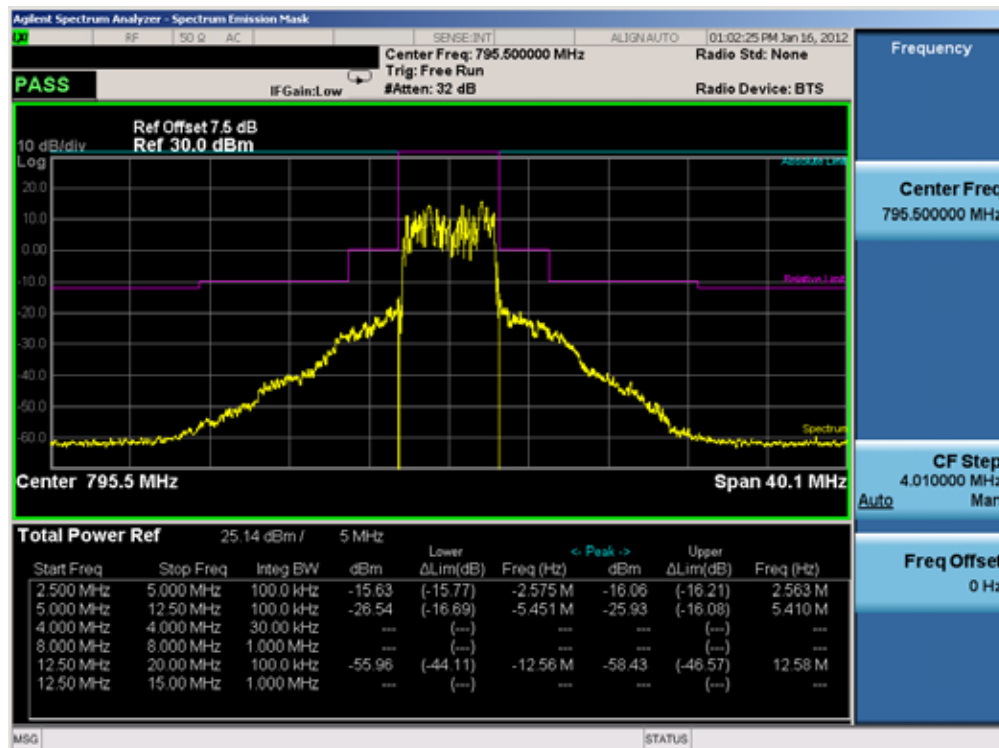 Agilent Spectrum Analyzer - Spectrum Emission Mask
RF 50 Ω AC SENSE:INT ALIGNAUTO 01:02:25 PM Jan 16, 2012
Center Freq: 795.500000 MHz Radio Std: None
Trig: Free Run
PASS IFGain:Low #Atten: 32 dB Radio Device: BTS
Ref Offset 7.5 dB
10 dB/div Ref 30.0 dBm
Log
Absolute Limit
20.0
10.0
0.00
-10.0
Relative Limit
-20.0
-30.0
-40.0
-50.0
Spectrum
-60.0
Center 795.5 MHz Span 40.1 MHz
Total Power Ref 25.14 dBm / 5 MHz
Lower <- Peak -> Upper
Start Freq Stop Freq Integ BW dBm ΔLim(dB) Freq (Hz) dBm ΔLim(dB) Freq (Hz)
2.500 MHz 5.000 MHz 100.0 kHz -15.63 (-15.77) -2.575 M -16.06 (-16.21) 2.563 M
5.000 MHz 12.50 MHz 100.0 kHz -26.54 (-16.69) -5.451 M -25.93 (-16.08) 5.410 M
4.000 MHz 4.000 MHz 30.00 kHz --- (---) --- --- (---) ---
8.000 MHz 8.000 MHz 1.000 MHz --- (---) --- --- (---) ---
12.50 MHz 20.00 MHz 100.0 kHz -55.96 (-44.11) -12.56 M -58.43 (-46.57) 12.58 M
12.50 MHz 15.00 MHz 1.000 MHz --- (---) --- --- (---) ---
MSG STATUS
Frequency
Center Freq
795.500000 MHz
CF Step
4.010000 MHz
Auto Man
Freq Offset
0 Hz